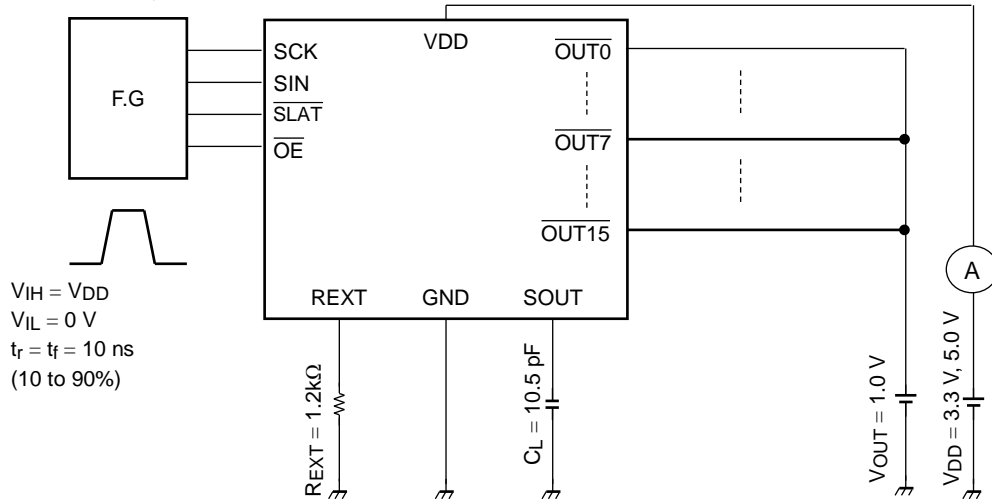 F.G
SCK
SIN
SLAT
OE
VDD
OUT0
OUT7
OUT15
REXT
GND
SOUT
A
VIH = VDD
VIL = 0 V
tr = tf = 10 ns
(10 to 90%)
REXT = 1.2kΩ
CL = 10.5 pF
VOUT = 1.0 V
VDD = 3.3 V, 5.0 V